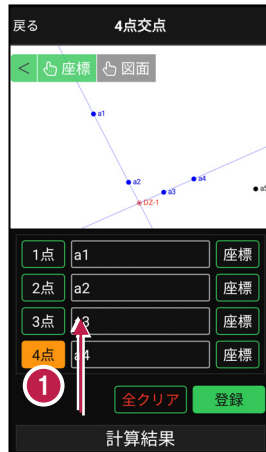 戻る 4点交点
< 座標 図面
a1
a2
a3
a4
a5
DZ-1
1点 a1 座標
2点 a2 座標
3点 a3 座標
4点 a4 座標
1
全クリア 登録
計算結果